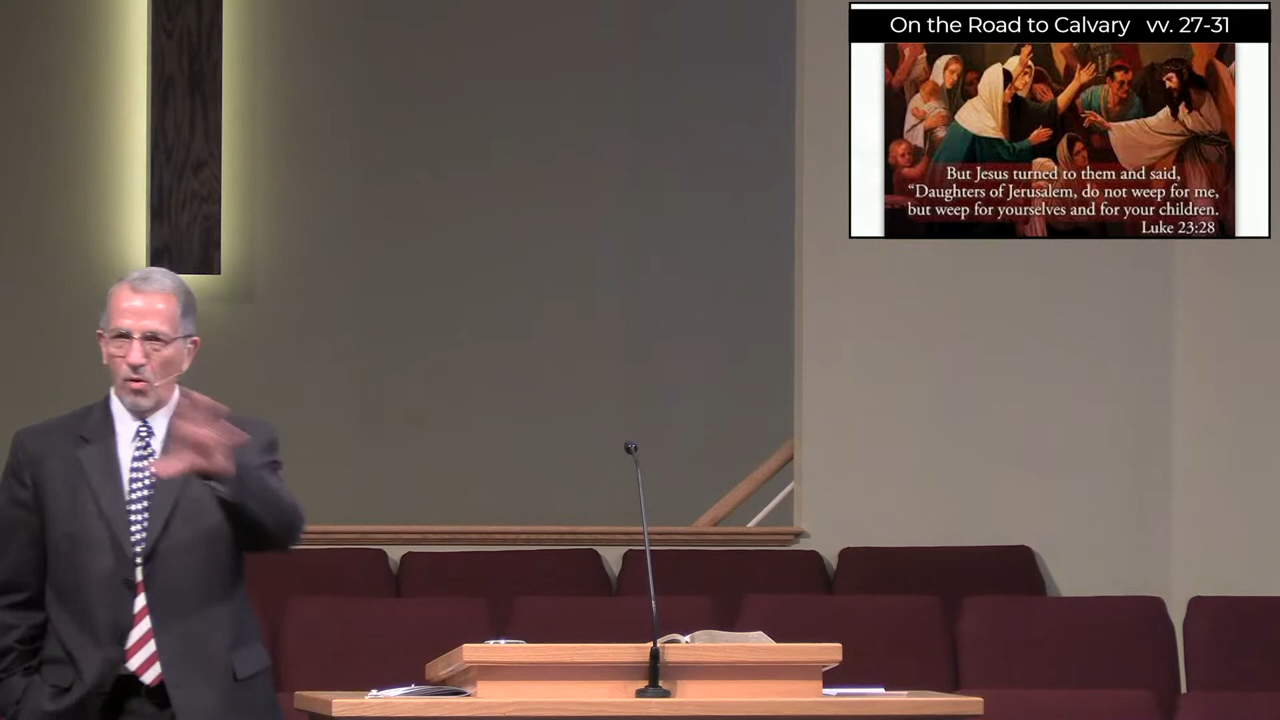 On the Road to Calvary vv. 27-31
But Jesus turned to them and said,
“Daughters of Jerusalem, do not weep for me,
but weep for yourselves and for your children.
Luke 23:28